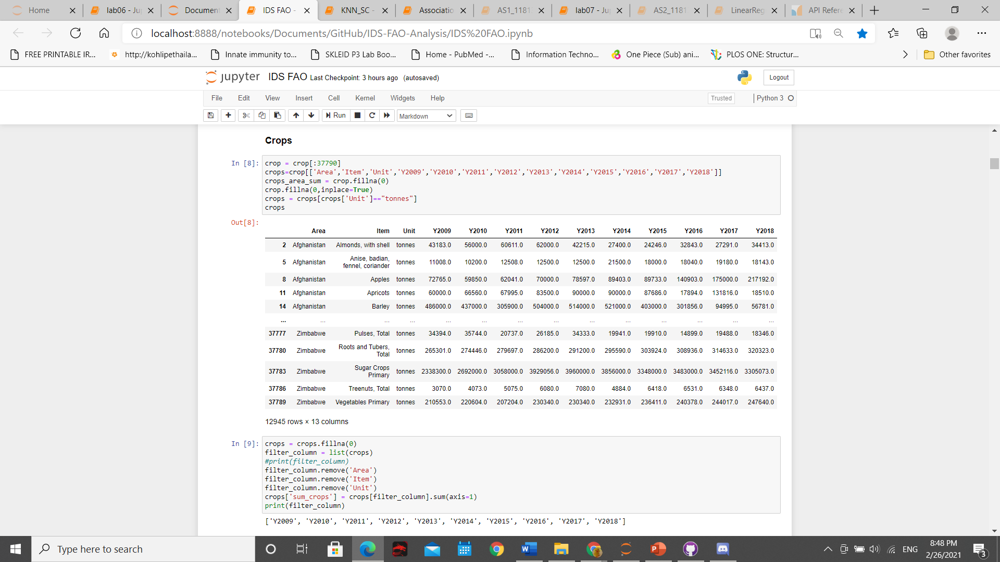 Home
lab06 - Ju
Documen
IDS FAO -
KNN_SC -
Associatio
AS1_1181
lab07 - Ju
AS2_1181
LinearReg
API Refere
localhost:8888/notebooks/Documents/GitHub/IDS-FAO-Analysis/IDS%20FAO.ipynb
FREE PRINTABLE IR...
http://kohlipethaila...
Innate immunity to...
SKLEID P3 Lab Boo...
Home - PubMed -...
Information Techno...
One Piece (Sub) ani...
PLOS ONE: Structur...
Other favorites
jupyter IDS FAO Last Checkpoint: 3 hours ago (autosaved)
Logout
File Edit View Insert Cell Kernel Widgets Help
Trusted
Python 3
Run
Markdown
Crops
In [8]: crop = crop[:37790]
crops=crop[['Area','Item','Unit','Y2009','Y2010','Y2011','Y2012','Y2013','Y2014','Y2015','Y2016','Y2017','Y2018']]
crops_area_sum = crop.fillna(0)
crop.fillna(0,inplace=True)
crops = crops[crops['Unit']=="tonnes"]
crops
Out[8]:
Area Item Unit Y2009 Y2010 Y2011 Y2012 Y2013 Y2014 Y2015 Y2016 Y2017 Y2018
2 Afghanistan Almonds, with shell tonnes 43183.0 56000.0 60611.0 62000.0 42215.0 27400.0 24246.0 32843.0 27291.0 34413.0
5 Afghanistan Anise, badian, fennel, coriander tonnes 11008.0 10200.0 12508.0 12500.0 12500.0 21500.0 18000.0 18040.0 19180.0 18143.0
8 Afghanistan Apples tonnes 72765.0 59850.0 62041.0 70000.0 78597.0 89403.0 89733.0 140903.0 175000.0 217192.0
11 Afghanistan Apricots tonnes 60000.0 66560.0 67995.0 83500.0 90000.0 90000.0 87686.0 17894.0 131816.0 18510.0
14 Afghanistan Barley tonnes 486000.0 437000.0 305900.0 504000.0 514000.0 521000.0 403000.0 301856.0 94995.0 56781.0
... ... ... ... ... ... ... ... ... ... ... ... ... ...
37777 Zimbabwe Pulses, Total tonnes 34394.0 35744.0 20737.0 26185.0 34333.0 19941.0 19910.0 14899.0 19488.0 18346.0
37780 Zimbabwe Roots and Tubers, Total tonnes 265301.0 274446.0 279697.0 286200.0 291200.0 295590.0 303924.0 308936.0 314633.0 320323.0
37783 Zimbabwe Sugar Crops Primary tonnes 2338300.0 2692000.0 3058000.0 3929056.0 3960000.0 3856000.0 3348000.0 3483000.0 3452116.0 3305073.0
37786 Zimbabwe Treenuts, Total tonnes 3070.0 4073.0 5075.0 6080.0 7080.0 4884.0 6418.0 6531.0 6348.0 6437.0
37789 Zimbabwe Vegetables Primary tonnes 210553.0 220604.0 207204.0 230340.0 230340.0 232931.0 236411.0 240378.0 244017.0 247640.0
12945 rows × 13 columns
In [9]: crops = crops.fillna(0)
filter_column = list(crops)
#print(filter_column)
filter_column.remove('Area')
filter_column.remove('Item')
filter_column.remove('Unit')
crops['sum_crops'] = crops[filter_column].sum(axis=1)
print(filter_column)
['Y2009', 'Y2010', 'Y2011', 'Y2012', 'Y2013', 'Y2014', 'Y2015', 'Y2016', 'Y2017', 'Y2018']
Type here to search
ENG
8:48 PM
2/26/2021
3